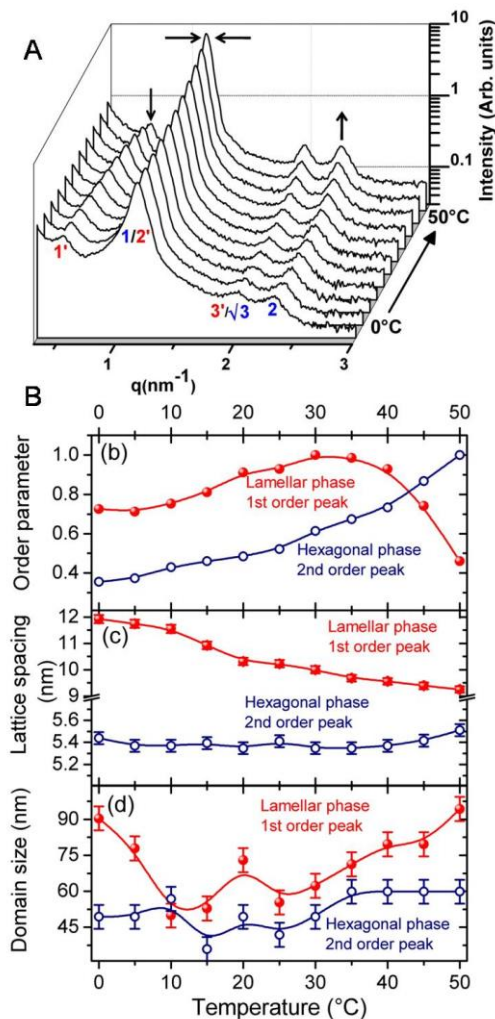 A
10
1
0.1
Intensity (Arb. units)
50°C
0°C
1'
1/2'
3'/√3
2
1
2
3
q(nm-1)
B
0 10 20 30 40 50
(b)
1.0
0.8
0.6
0.4
Order parameter
Lamellar phase
1st order peak
Hexagonal phase
2nd order peak
(c)
12
11
10
9
5.6
5.4
5.2
Lattice spacing
(nm)
Lamellar phase
1st order peak
Hexagonal phase
2nd order peak
(d)
90
75
60
45
Domain size (nm)
Lamellar phase
1st order peak
Hexagonal phase
2nd order peak
0 10 20 30 40 50
Temperature (°C)